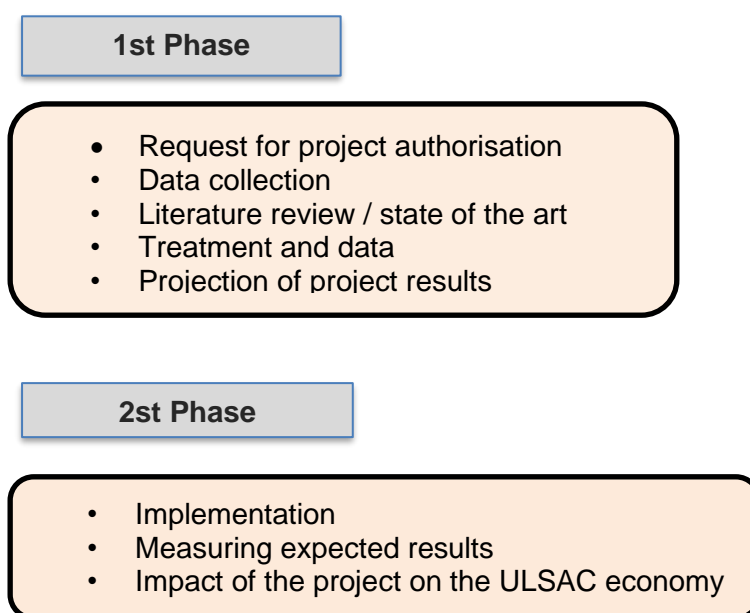 1st Phase
• Request for project authorisation
• Data collection
• Literature review / state of the art
• Treatment and data
• Projection of project results
2st Phase
• Implementation
• Measuring expected results
• Impact of the project on the ULSAC economy